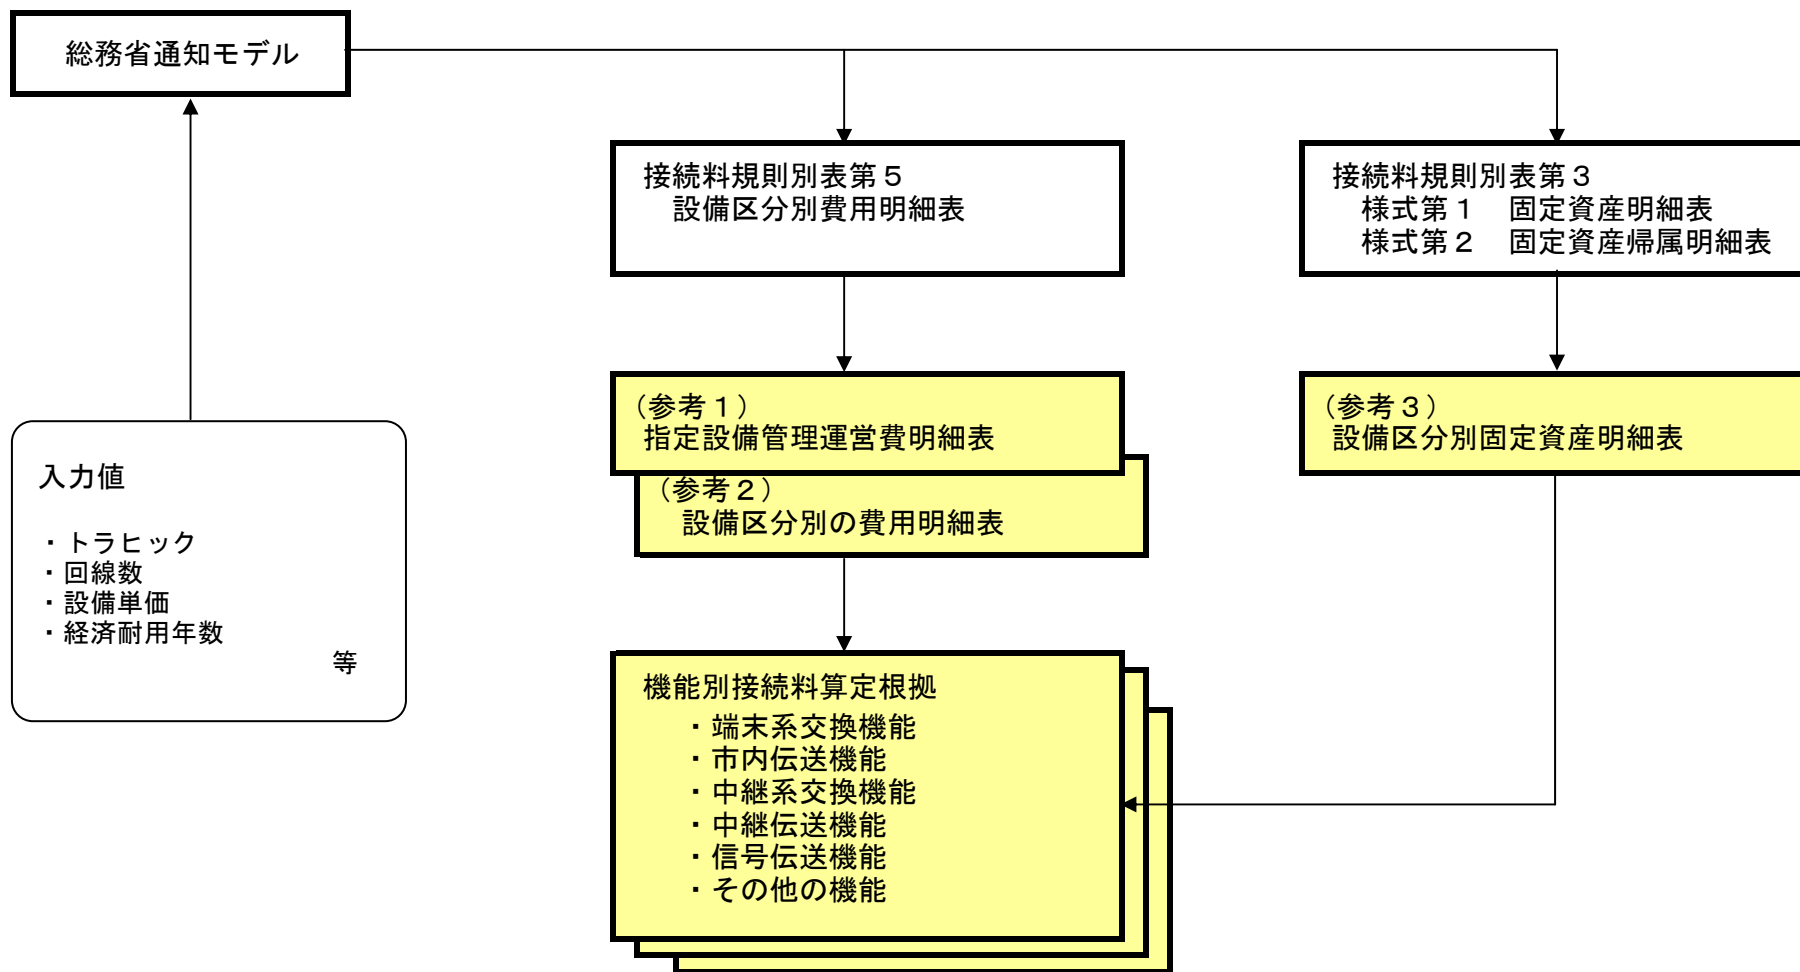 総務省通知モデル
接続料規則別表第５
設備区分別費用明細表
接続料規則別表第３
様式第１　固定資産明細表
様式第２　固定資産帰属明細表
（参考１）
指定設備管理運営費明細表
（参考２）
設備区分別の費用明細表
（参考３）
設備区分別固定資産明細表
入力値
・トラヒック
・回線数
・設備単価
・経済耐用年数
等
機能別接続料算定根拠
・端末系交換機能
・市内伝送機能
・中継系交換機能
・中継伝送機能
・信号伝送機能
・その他の機能